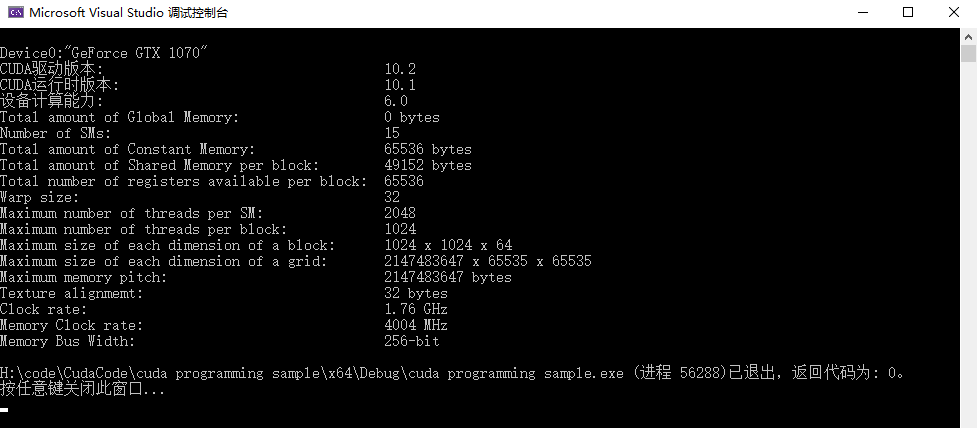 Microsoft Visual Studio 调试控制台
Device0:"GeForce GTX 1070"
CUDA驱动版本: 10.2
CUDA运行时版本: 10.1
设备计算能力: 6.0
Total amount of Global Memory: 0 bytes
Number of SMs: 15
Total amount of Constant Memory: 65536 bytes
Total amount of Shared Memory per block: 49152 bytes
Total number of registers available per block: 65536
Warp size: 32
Maximum number of threads per SM: 2048
Maximum number of threads per block: 1024
Maximum size of each dimension of a block: 1024 x 1024 x 64
Maximum size of each dimension of a grid: 2147483647 x 65535 x 65535
Maximum memory pitch: 2147483647 bytes
Texture alignmemt: 32 bytes
Clock rate: 1.76 GHz
Memory Clock rate: 4004 MHz
Memory Bus Width: 256-bit
H:\code\CudaCode\cuda programming sample\x64\Debug\cuda programming sample.exe (进程 56288)已退出，返回代码为: 0。
按任意键关闭此窗口...